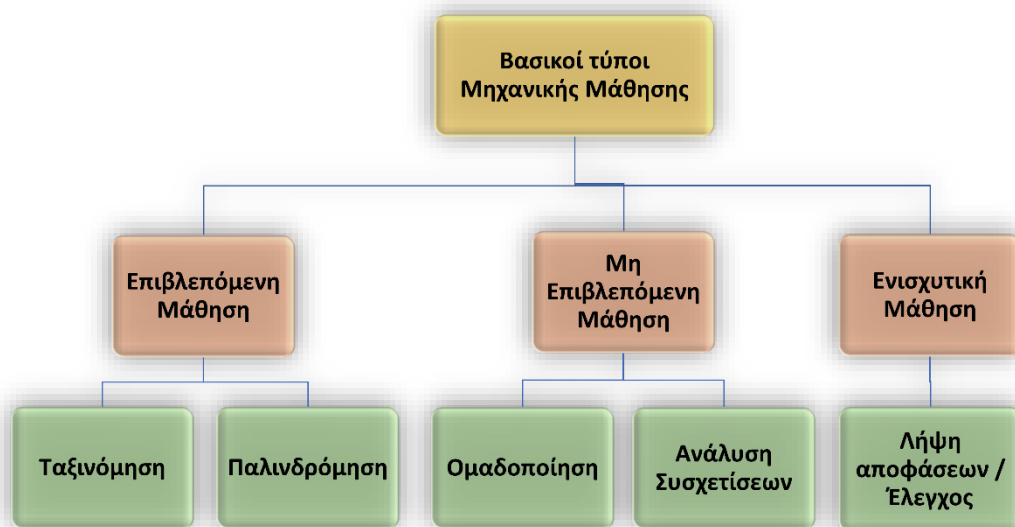 Βασικοί τύποι
Μηχανικής Μάθησης
Επιβλεπόμενη
Μάθηση
Μη
Επιβλεπόμενη
Μάθηση
Ενισχυτική
Μάθηση
Ταξινόμηση
Παλινδρόμηση
Ομαδοποίηση
Ανάλυση
Συσχετίσεων
Λήψη
αποφάσεων /
Έλεγχος